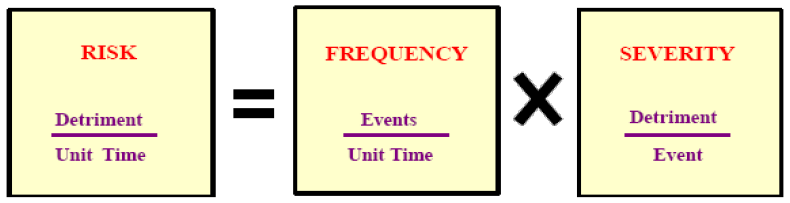 RISK
Detriment
Unit Time
=
FREQUENCY
Events
Unit Time
×
SEVERITY
Detriment
Event